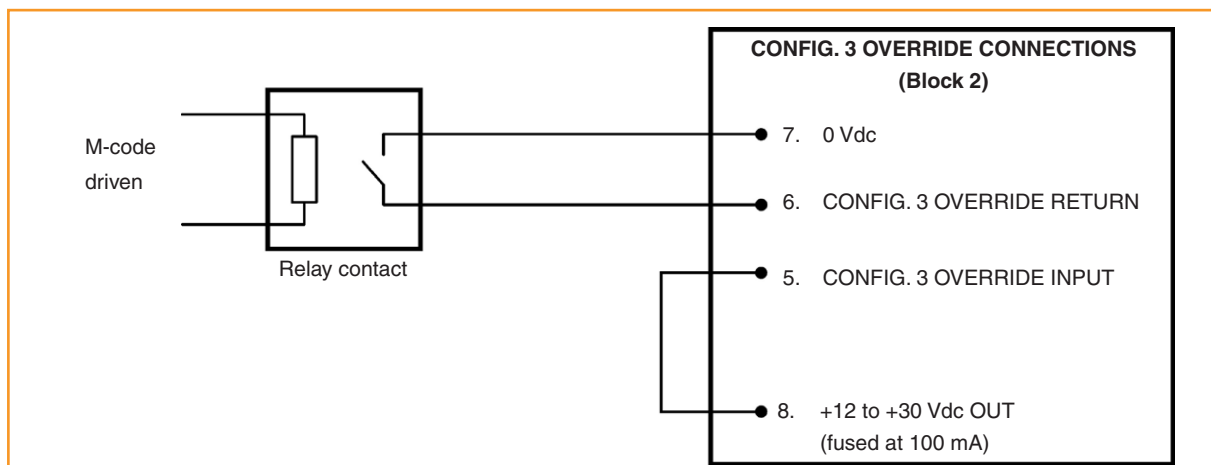 CONFIG. 3 OVERRIDE CONNECTIONS
(Block 2)
M-code
driven
Relay contact
7. 0 Vdc
6. CONFIG. 3 OVERRIDE RETURN
5. CONFIG. 3 OVERRIDE INPUT
8. +12 to +30 Vdc OUT
(fused at 100 mA)